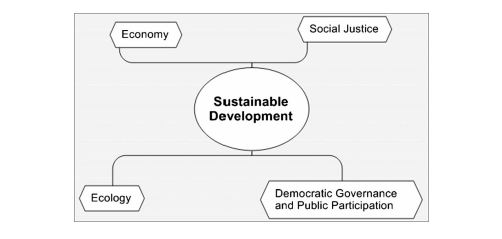 Economy
Social Justice
Sustainable
Development
Ecology
Democratic Governance
and Public Participation